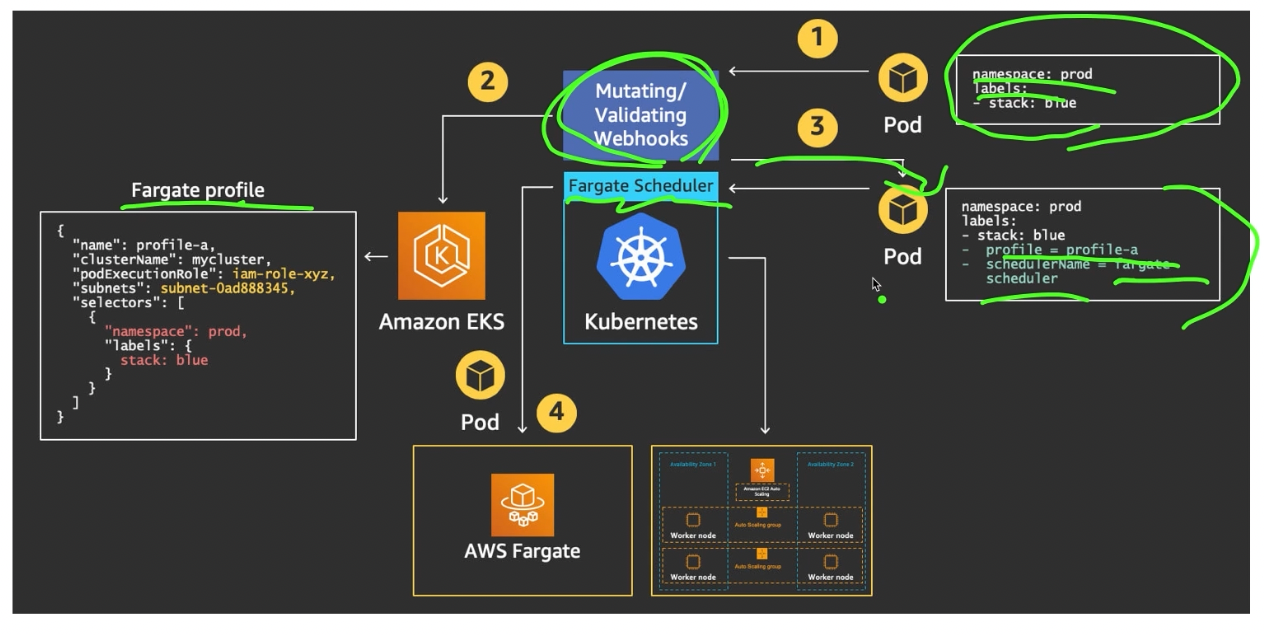 1
namespace: prod
labels:
- stack: blue
Pod
2
Mutating/
Validating
Webhooks
3
Fargate Scheduler
Fargate profile
{
"name": profile-a,
"clusterName": mycluster,
"podExecutionRole": iam-role-xyz,
"subnets": subnet-0ad888345,
"selectors": [
{
"namespace": prod,
"labels": {
stack: blue
}
}
]
}
Amazon EKS
Kubernetes
Pod
namespace: prod
labels:
- stack: blue
- profile = profile-a
- schedulerName = fargate
scheduler
Pod
4
AWS Fargate
Availability Zone 1
Availability Zone 2
Amazon EC2 Auto
Scaling
Worker node
Auto Scaling group
Worker node
Worker node
Auto Scaling group
Worker node